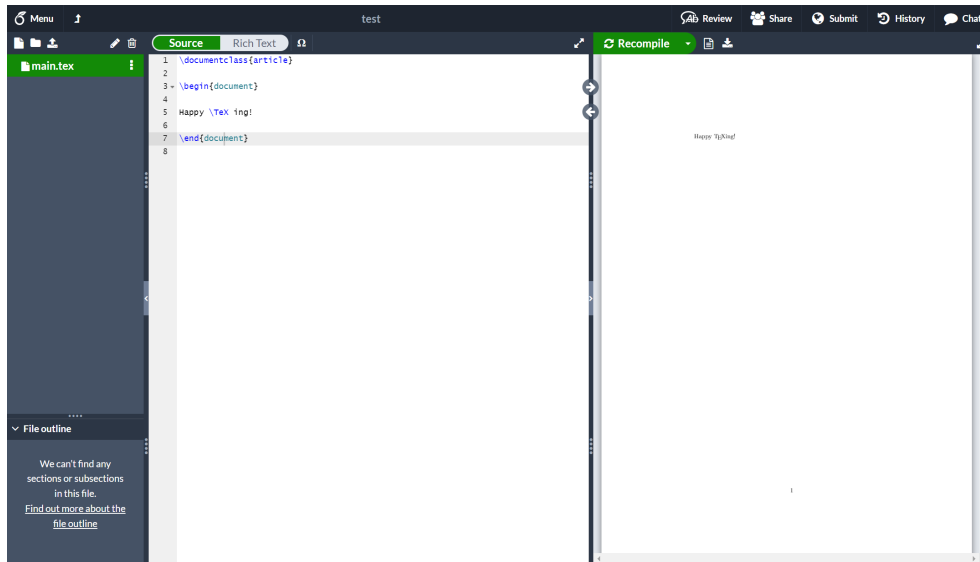 Menu
test
Review
Share
Submit
History
Chat
Source
Rich Text
Ω
Recompile
main.tex
1 \documentclass{article}
2
3 \begin{document}
4
5 Happy \TeX ing!
6
7 \end{document}
8
Happy TeXing!
1
File outline
We can't find any
sections or subsections
in this file.
Find out more about the
file outline